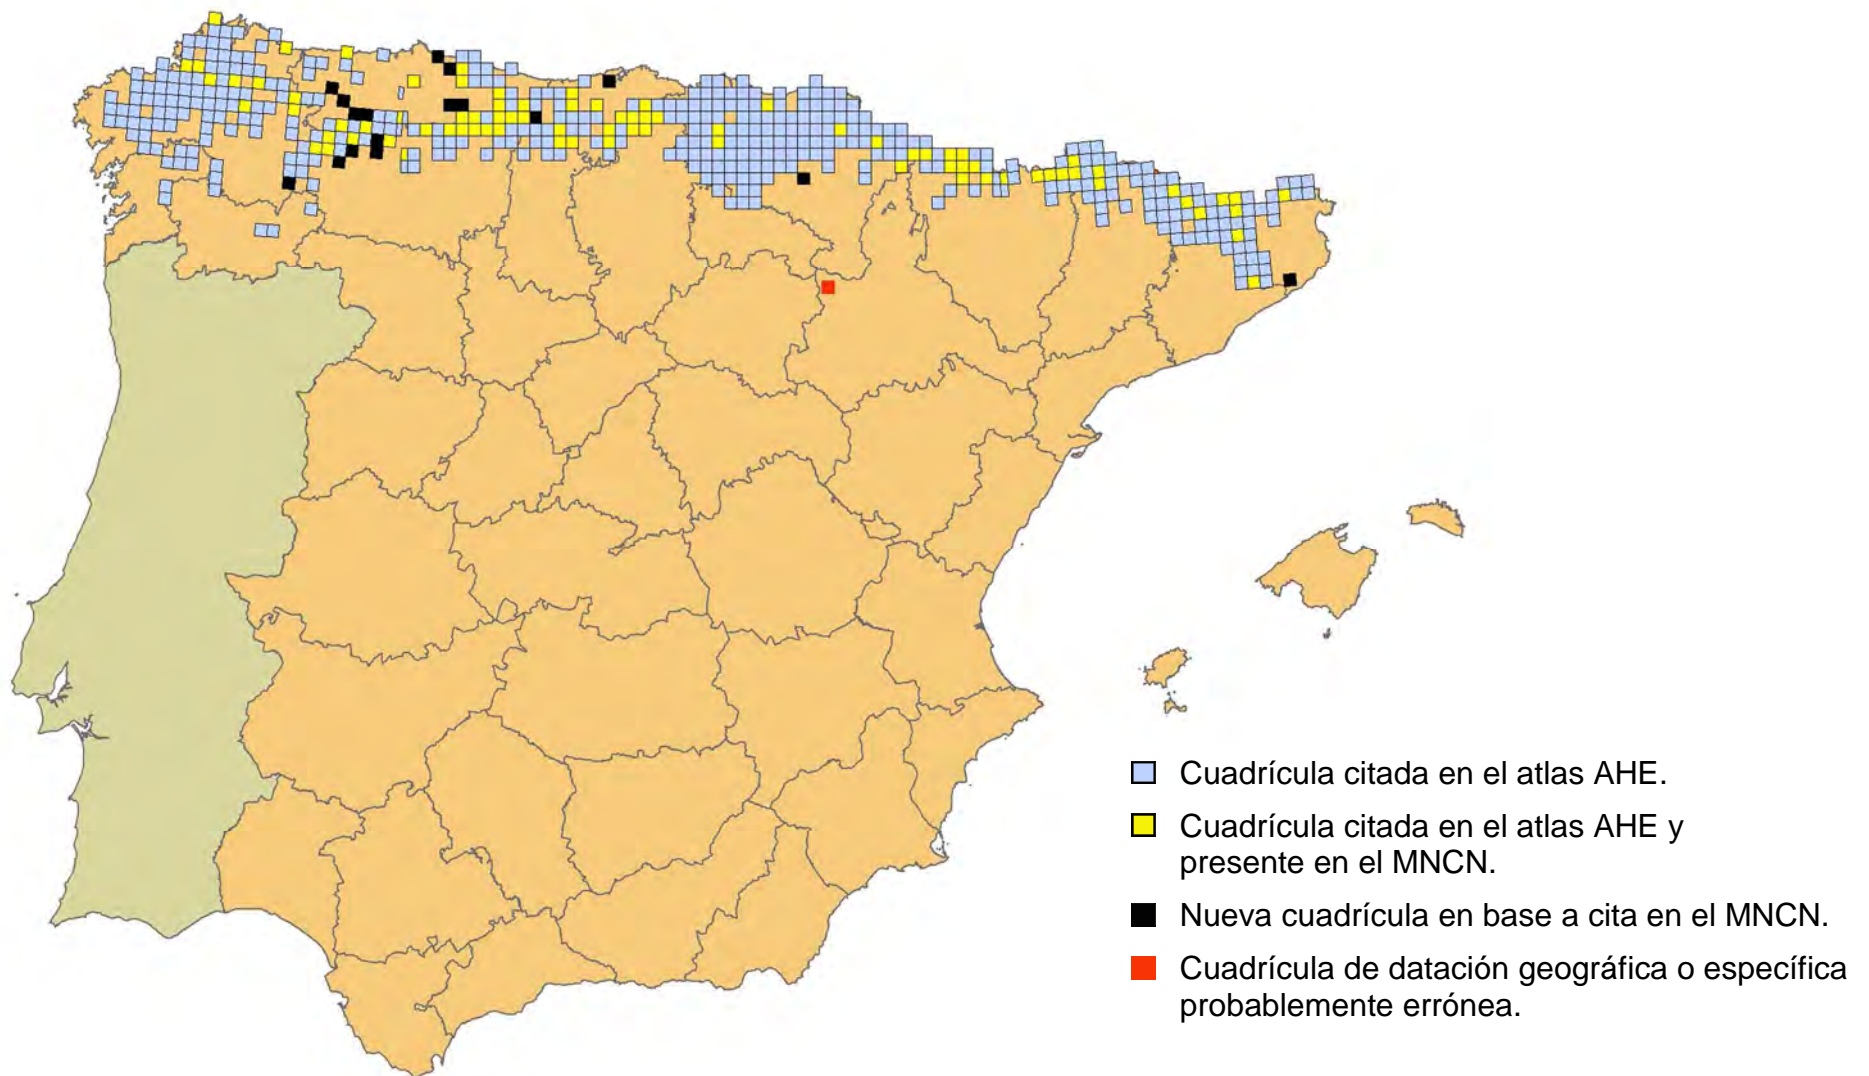 Cuadrícula citada en el atlas AHE.
Cuadrícula citada en el atlas AHE y
presente en el MNCN.
Nueva cuadrícula en base a cita en el MNCN.
Cuadrícula de datación geográfica o específica
probablemente errónea.